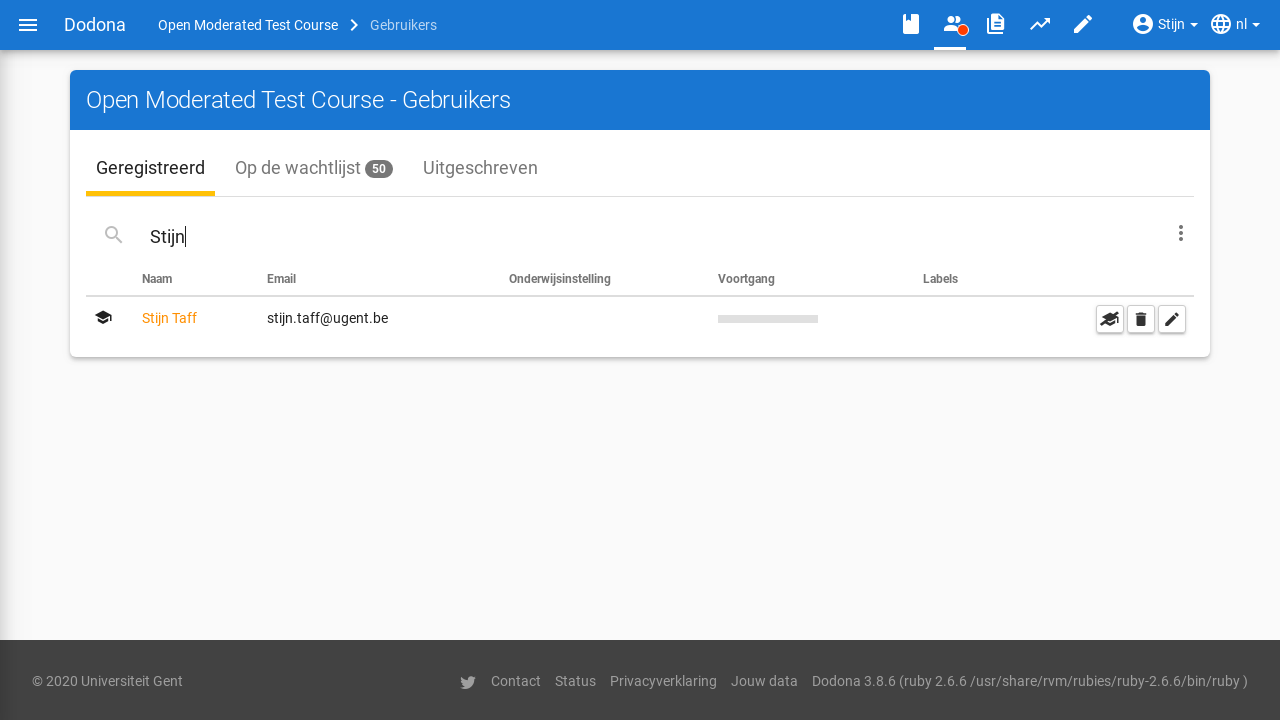 Dodona Open Moderated Test Course Gebruikers Stijn nl
Open Moderated Test Course - Gebruikers
Geregistreerd Op de wachtlijst 50 Uitgeschreven
Stijn
Naam Email Onderwijsinstelling Voortgang Labels
Stijn Taff stijn.taff@ugent.be
© 2020 Universiteit Gent Contact Status Privacyverklaring Jouw data Dodona 3.8.6 (ruby 2.6.6 /usr/share/rvm/rubies/ruby-2.6.6/bin/ruby )